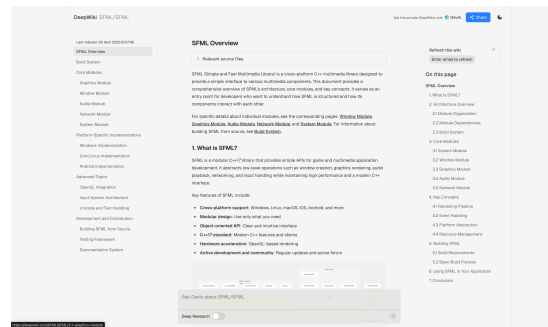 DeepWiki SFML/SFML
Get free private DeepWikis with Devin
Share
Last indexed: 20 April 2025 (f7d7f8)
SFML Overview
Build System
Core Modules
Graphics Module
Window Module
Audio Module
Network Module
System Module
Platform-Specific Implementations
Windows Implementation
Unix/Linux Implementation
Android Implementation
Advanced Topics
OpenGL Integration
Input System Architecture
Unicode and Text Handling
Development and Contribution
Building SFML from Source
Testing Framework
Documentation System
SFML Overview
Relevant source files
SFML (Simple and Fast Multimedia Library) is a cross-platform C++ multimedia library designed to
provide a simple interface to various multimedia components. This document provides a
comprehensive overview of SFML's architecture, core modules, and key concepts. It serves as an
entry point for developers who want to understand how SFML is structured and how its
components interact with each other.
For specific details about individual modules, see the corresponding pages: Window Module,
Graphics Module, Audio Module, Network Module, and System Module. For information about
building SFML from source, see Build System.
1. What is SFML?
SFML is a modular C++17 library that provides simple APIs for game and multimedia application
development. It abstracts low-level operations such as window creation, graphics rendering, audio
playback, networking, and input handling while maintaining high performance and a modern C++
interface.
Key features of SFML include:
• Cross-platform support: Windows, Linux, macOS, iOS, Android, and more
• Modular design: Use only what you need
• Object-oriented API: Clean and intuitive interface
• C++17 standard: Modern C++ features and idioms
• Hardware acceleration: OpenGL-based rendering
• Active development and community: Regular updates and active forum
Ask Devin about SFML/SFML
Deep Research
Refresh this wiki
Enter email to refresh
On this page
SFML Overview
1. What is SFML?
2. Architecture Overview
2.1 Module Organization
2.2 Module Dependencies
2.3 Build System
3. Core Modules
3.1 System Module
3.2 Window Module
3.3 Graphics Module
3.4 Audio Module
3.5 Network Module
4. Key Concepts
4.1 Rendering Pipeline
4.2 Event Handling
4.3 Platform Abstraction
4.4 Resource Management
5. Building SFML
5.1 Build Requirements
5.2 Basic Build Process
6. Using SFML in Your Application
7. Conclusion
https://deepwiki.com/SFML/SFML/2.1-graphics-module